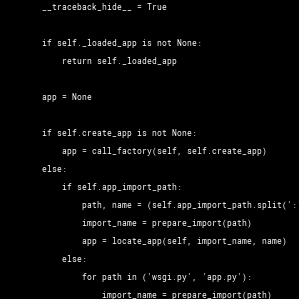 __traceback_hide__ = True
if self._loaded_app is not None:
return self._loaded_app
app = None
if self.create_app is not None:
app = call_factory(self, self.create_app)
else:
if self.app_import_path:
path, name = (self.app_import_path.split(':
import_name = prepare_import(path)
app = locate_app(self, import_name, name)
else:
for path in ('wsgi.py', 'app.py'):
import_name = prepare_import(path)